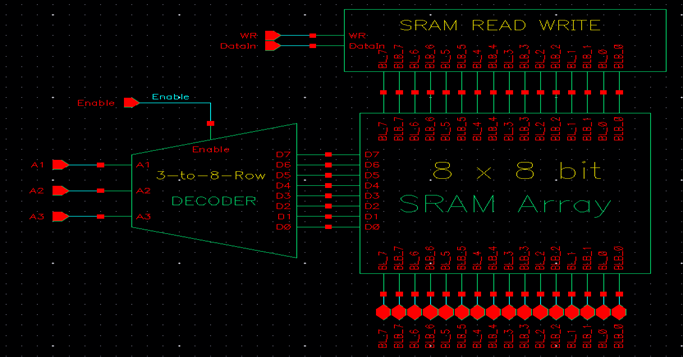 SRAM READ WRITE
WR WR
DataIn DataIn
BL_7 BLB_7 BL_6 BLB_6 BL_5 BLB_5 BL_4 BLB_4 BL_3 BLB_3 BL_2 BLB_2 BL_1 BLB_1 BL_0 BLB_0
Enable Enable
Enable
BL_7 BLB_7 BL_6 BLB_6 BL_5 BLB_5 BL_4 BLB_4 BL_3 BLB_3 BL_2 BLB_2 BL_1 BLB_1 BL_0 BLB_0
A1 A1
A2 A2
A3 A3
3-to-8-Row
DECODER
D7 D7
D6 D6
D5 D5
D4 D4
D3 D3
D2 D2
D1 D1
D0 D0
8 x 8 bit
SRAM Array
BL_7 BLB_7 BL_6 BLB_6 BL_5 BLB_5 BL_4 BLB_4 BL_3 BLB_3 BL_2 BLB_2 BL_1 BLB_1 BL_0 BLB_0
BL_7 BLB_7 BL_6 BLB_6 BL_5 BLB_5 BL_4 BLB_4 BL_3 BLB_3 BL_2 BLB_2 BL_1 BLB_1 BL_0 BLB_0